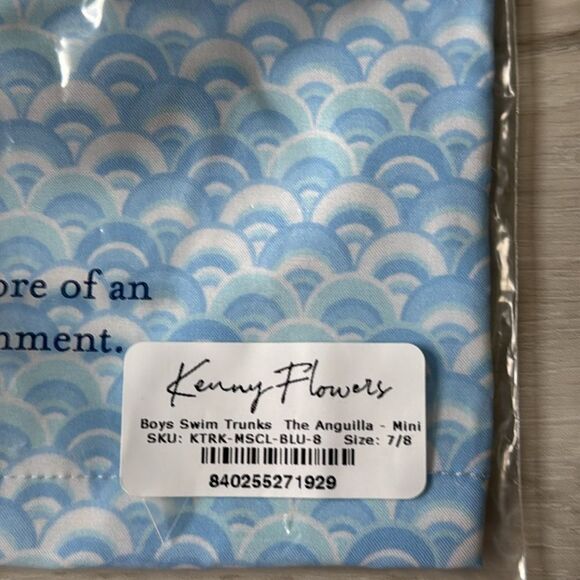 ore of an
nment.
Kenny Flowers
Boys Swim Trunks The Anguilla - Mini
SKU: KTRK-MSCL-BLU-8 Size: 7/8
840255271929